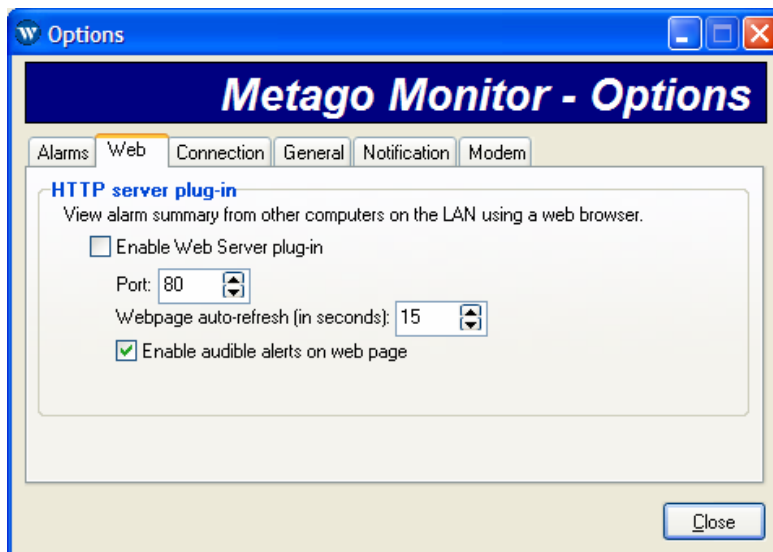 Options
Metago Monitor - Options
Alarms Web Connection General Notification Modem
HTTP server plug-in
View alarm summary from other computers on the LAN using a web browser.
Enable Web Server plug-in
Port: 80
Webpage auto-refresh (in seconds): 15
Enable audible alerts on web page
Close